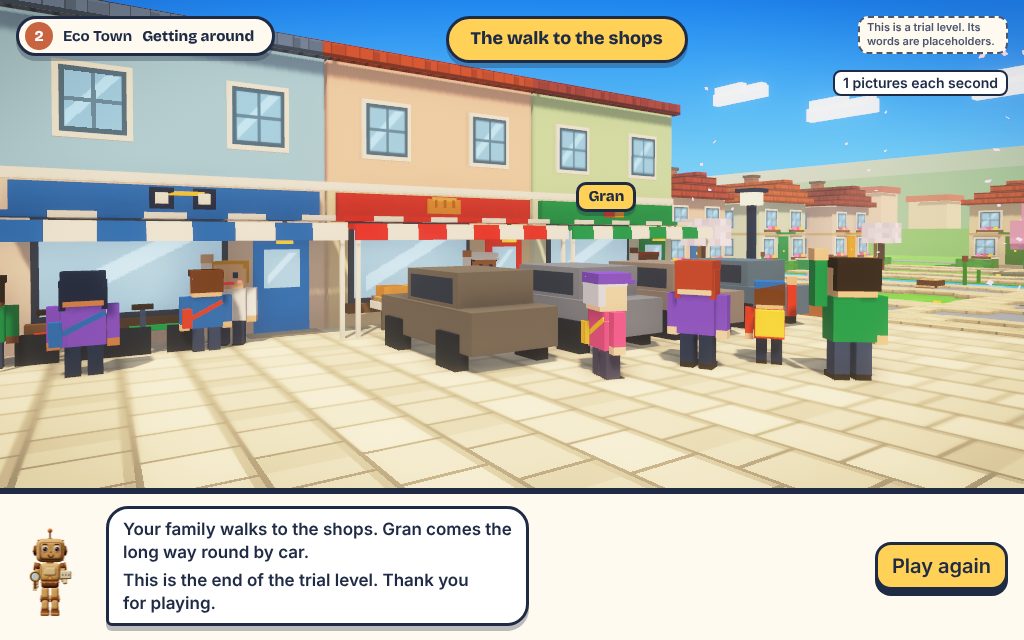 2 Eco Town Getting around
The walk to the shops
This is a trial level. Its
words are placeholders.
1 pictures each second
Gran
Your family walks to the shops. Gran comes the
long way round by car.
This is the end of the trial level. Thank you
for playing.
Play again